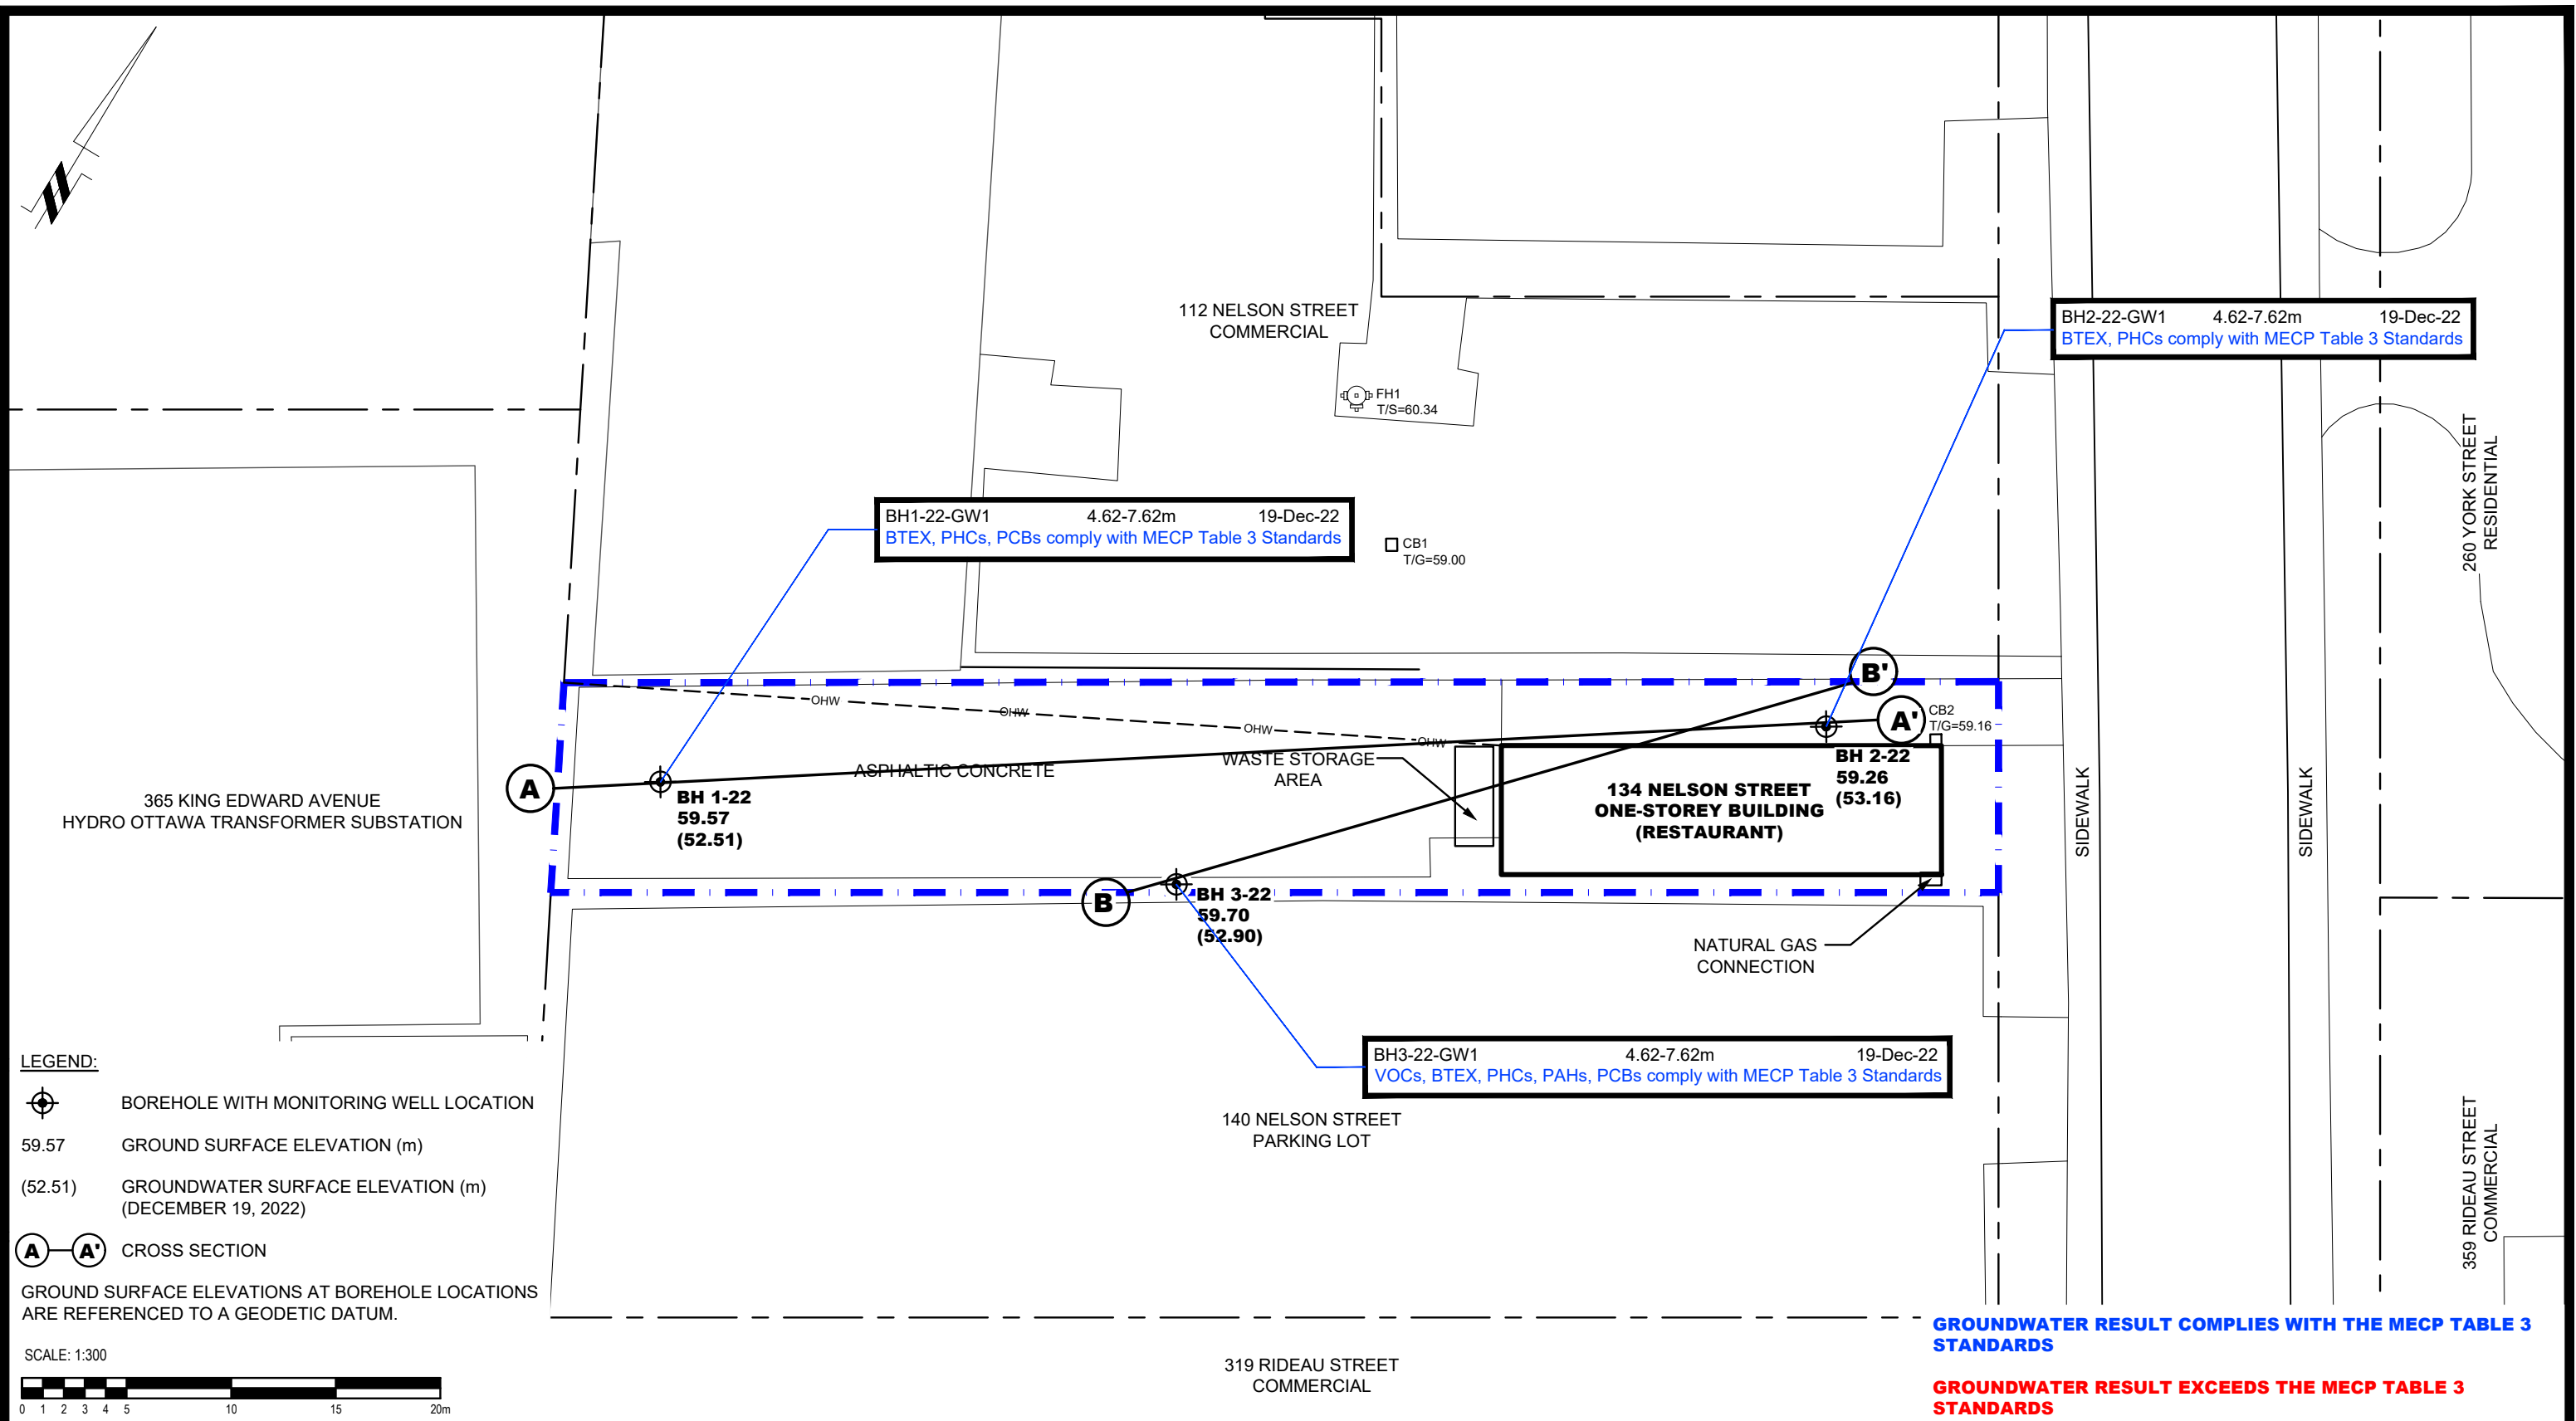 112 NELSON STREET
COMMERCIAL
BH2-22-GW1 4.62-7.62m 19-Dec-22
BTEX, PHCs comply with MECP Table 3 Standards
FH1
T/S=60.34
260 YORK STREET
RESIDENTIAL
BH1-22-GW1 4.62-7.62m 19-Dec-22
BTEX, PHCs, PCBs comply with MECP Table 3 Standards
CB1
T/G=59.00
B'
OHW
OHW
OHW
OHW
A'
CB2
T/G=59.16
A
ASPHALTIC CONCRETE
WASTE STORAGE
AREA
BH 1-22
59.57
(52.51)
134 NELSON STREET
ONE-STOREY BUILDING
(RESTAURANT)
BH 2-22
59.26
(53.16)
365 KING EDWARD AVENUE
HYDRO OTTAWA TRANSFORMER SUBSTATION
SIDEWALK
SIDEWALK
B
BH 3-22
59.70
(52.90)
NATURAL GAS
CONNECTION
BH3-22-GW1 4.62-7.62m 19-Dec-22
VOCs, BTEX, PHCs, PAHs, PCBs comply with MECP Table 3 Standards
140 NELSON STREET
PARKING LOT
359 RIDEAU STREET
COMMERCIAL
LEGEND:
BOREHOLE WITH MONITORING WELL LOCATION
59.57 GROUND SURFACE ELEVATION (m)
(52.51) GROUNDWATER SURFACE ELEVATION (m)
(DECEMBER 19, 2022)
A A' CROSS SECTION
GROUND SURFACE ELEVATIONS AT BOREHOLE LOCATIONS
ARE REFERENCED TO A GEODETIC DATUM.
SCALE: 1:300
0 1 2 3 4 5 10 15 20m
319 RIDEAU STREET
COMMERCIAL
GROUNDWATER RESULT COMPLIES WITH THE MECP TABLE 3
STANDARDS
GROUNDWATER RESULT EXCEEDS THE MECP TABLE 3
STANDARDS